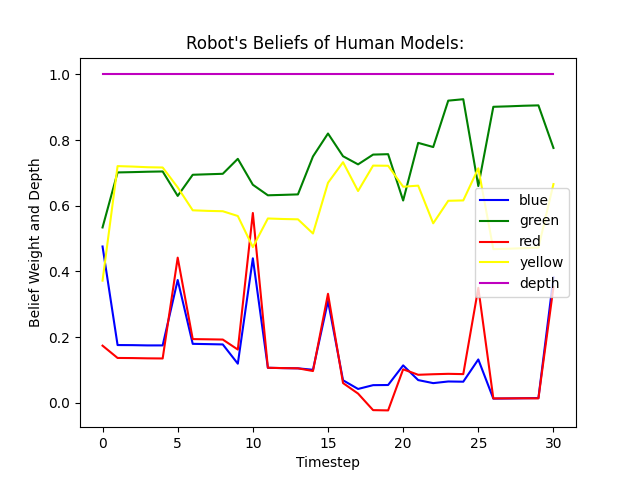 Robot's Beliefs of Human Models:
1.0
0.8
0.6
0.4
0.2
0.0
Belief Weight and Depth
blue
green
red
yellow
depth
0 5 10 15 20 25 30
Timestep